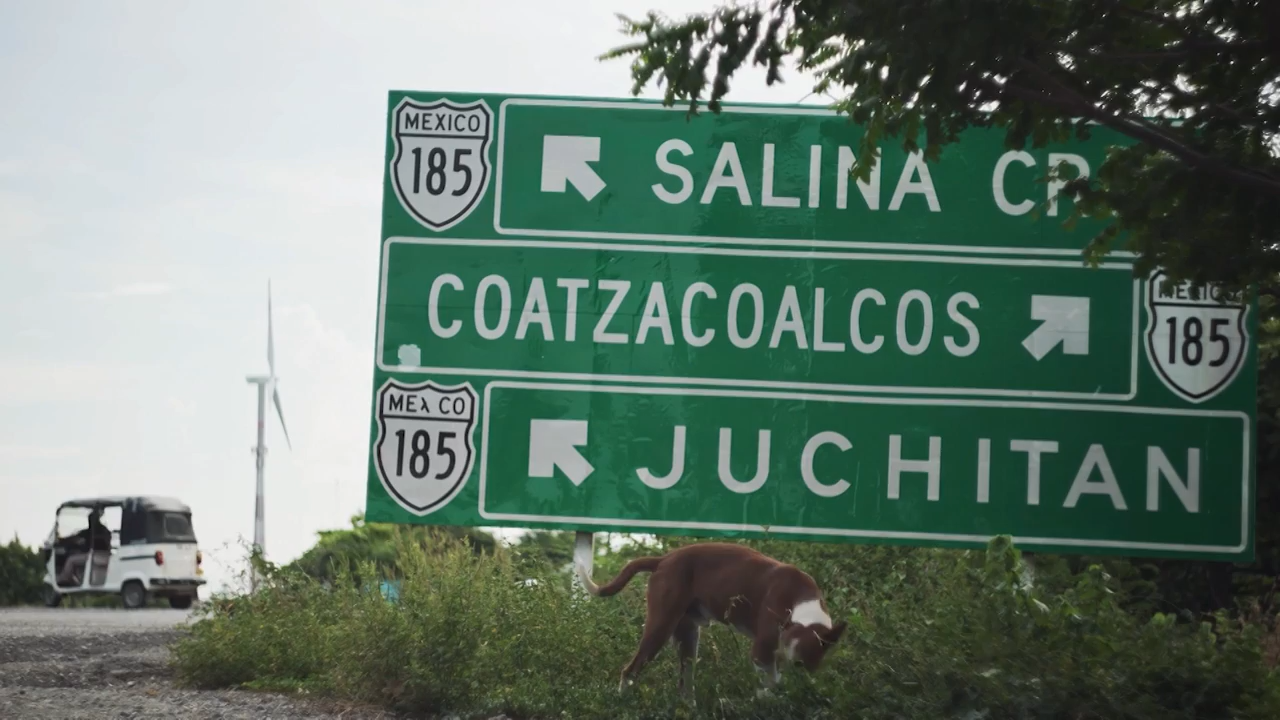 MEXICO
185
SALINA
COATZACOALCOS
MEXICO
185
MEX CO
185
JUCHITAN